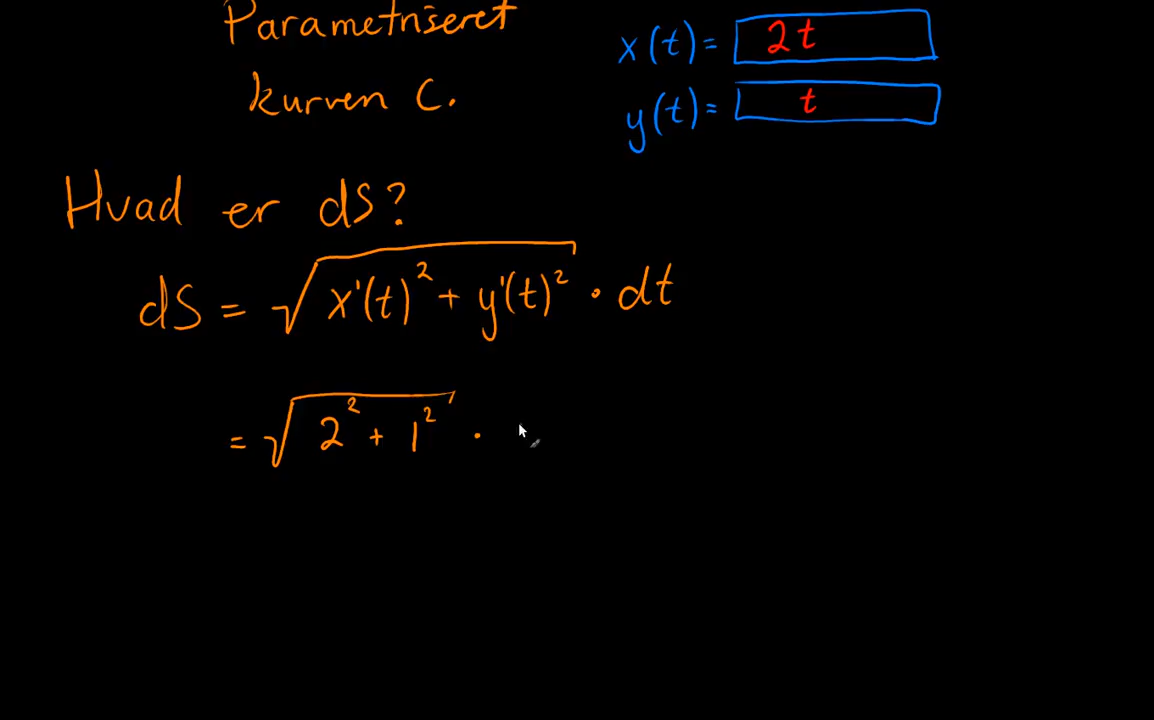 Parametriseret
kurven C.
x(t) = 2t
y(t) = t
Hvad er dS?
dS = √(x'(t)² + y'(t)²) · dt
= √(2² + 1²) ·